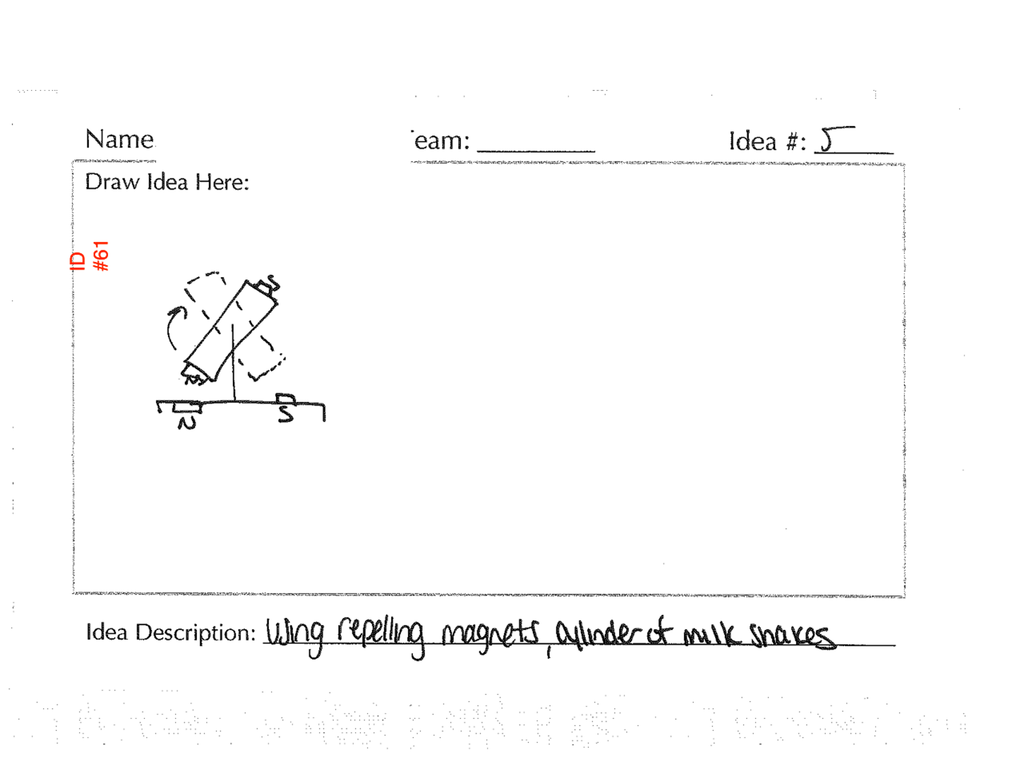 Name eam: Idea #: 5
Draw Idea Here:
ID
#61
S
N
N S
Idea Description: Using repelling magnets, cylinder of milk shakes